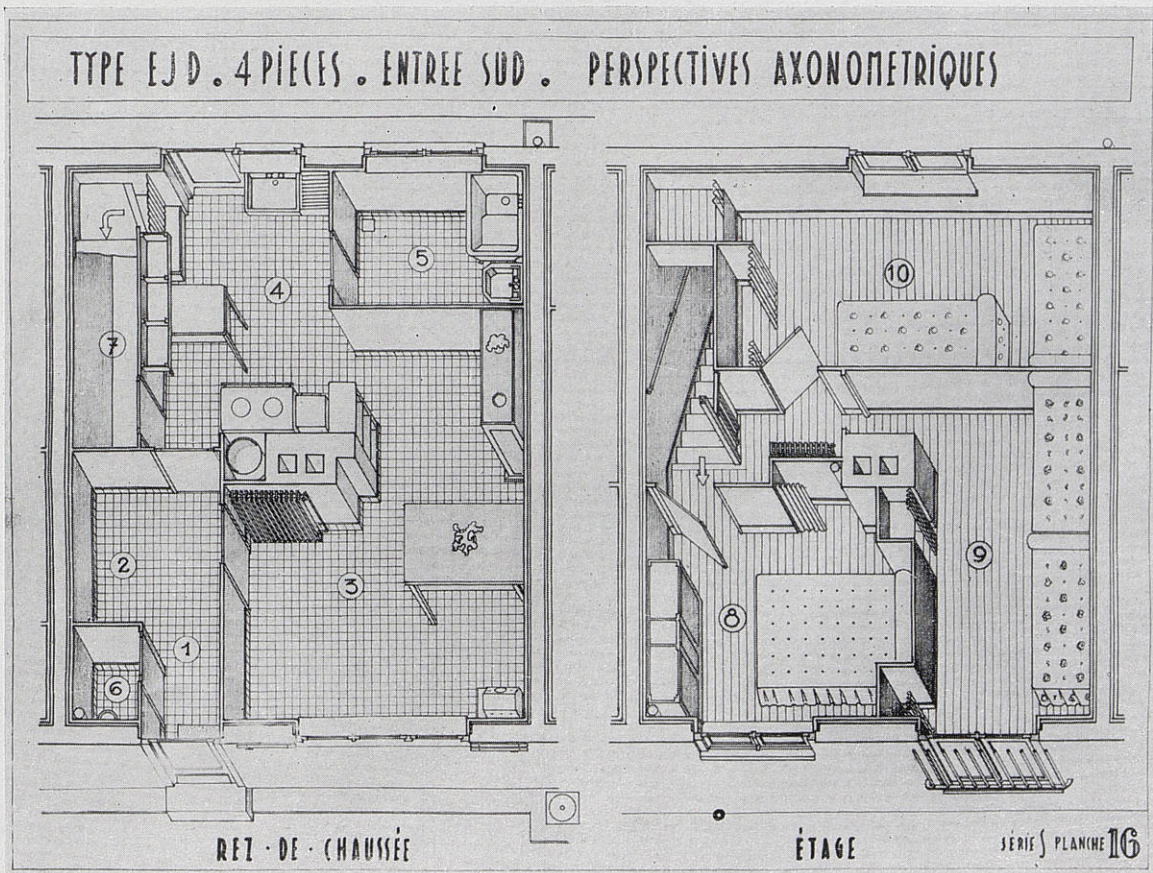 TYPE EJD . 4 PIECES . ENTREE SUD . PERSPECTIVES AXONOMETRIQUES
5
4
7
2
3
1
6
10
9
8
REZ · DE · CHAUSSÉE
ÉTAGE
SÉRIE S PLANCHE 16